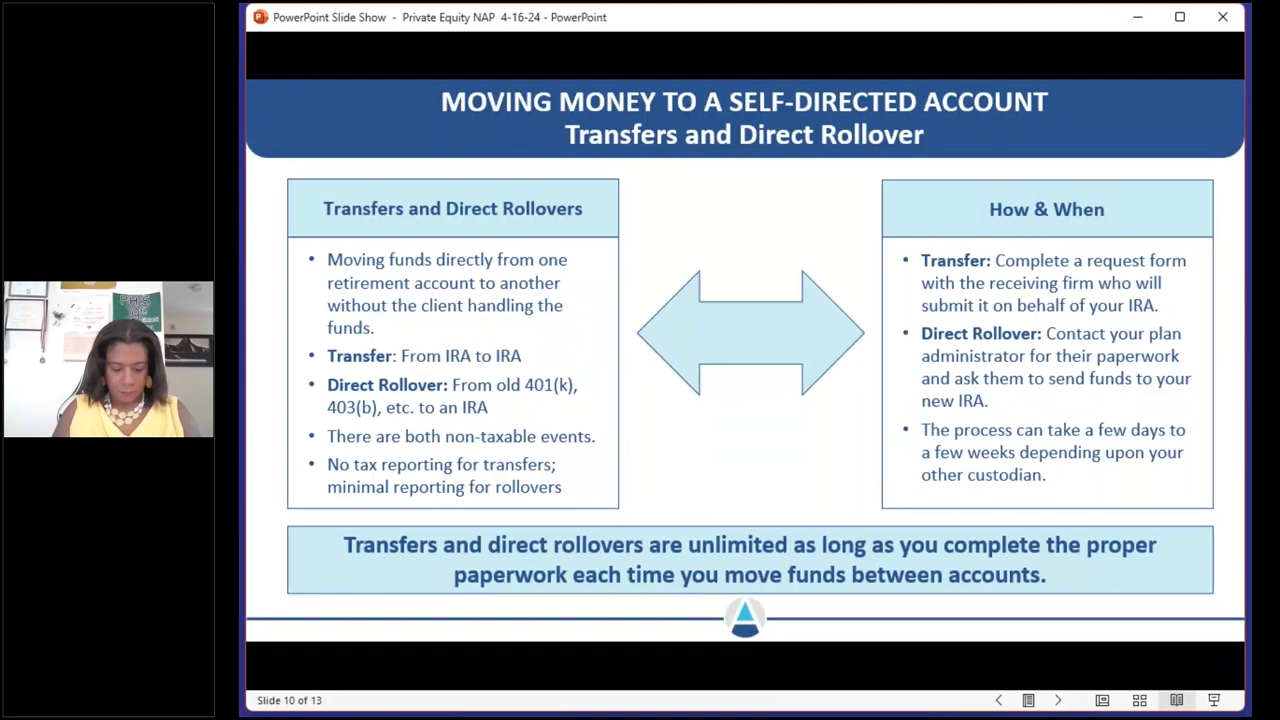 PowerPoint Slide Show - Private Equity NAP 4-16-24 - PowerPoint
MOVING MONEY TO A SELF-DIRECTED ACCOUNT
Transfers and Direct Rollover
Transfers and Direct Rollovers
• Moving funds directly from one
retirement account to another
without the client handling the
funds.
• Transfer: From IRA to IRA
• Direct Rollover: From old 401(k),
403(b), etc. to an IRA
• There are both non-taxable events.
• No tax reporting for transfers;
minimal reporting for rollovers
How & When
• Transfer: Complete a request form
with the receiving firm who will
submit it on behalf of your IRA.
• Direct Rollover: Contact your plan
administrator for their paperwork
and ask them to send funds to your
new IRA.
• The process can take a few days to
a few weeks depending upon your
other custodian.
Transfers and direct rollovers are unlimited as long as you complete the proper
paperwork each time you move funds between accounts.
Slide 10 of 13
PHS